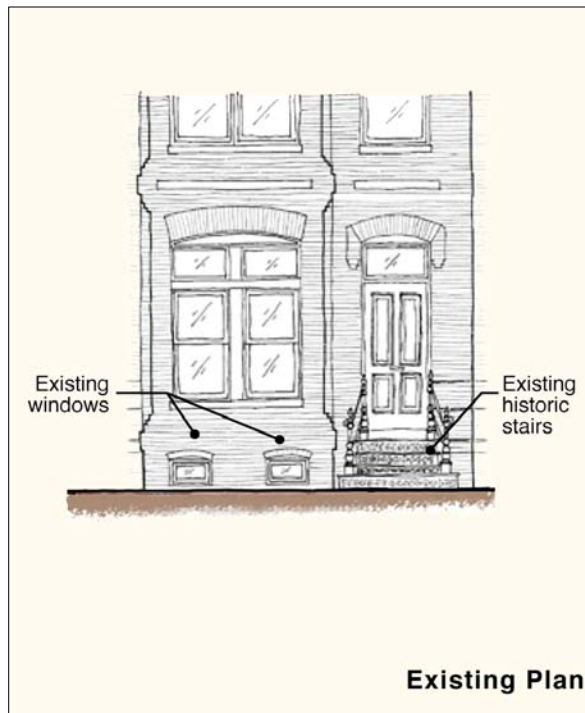 Existing
windows
Existing
historic
stairs
Existing Plan